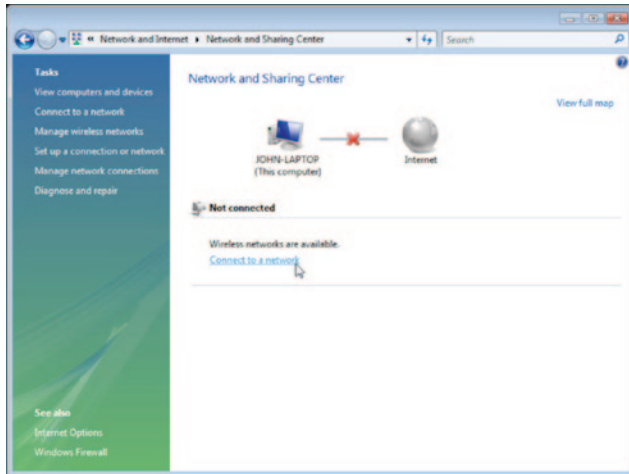 « Network and Internet ▸ Network and Sharing Center
Search
Tasks
View computers and devices
Connect to a network
Manage wireless networks
Set up a connection or network
Manage network connections
Diagnose and repair
See also
Internet Options
Windows Firewall
Network and Sharing Center
View full map
JOHN-LAPTOP
(This computer)
Internet
Not connected
Wireless networks are available.
Connect to a network